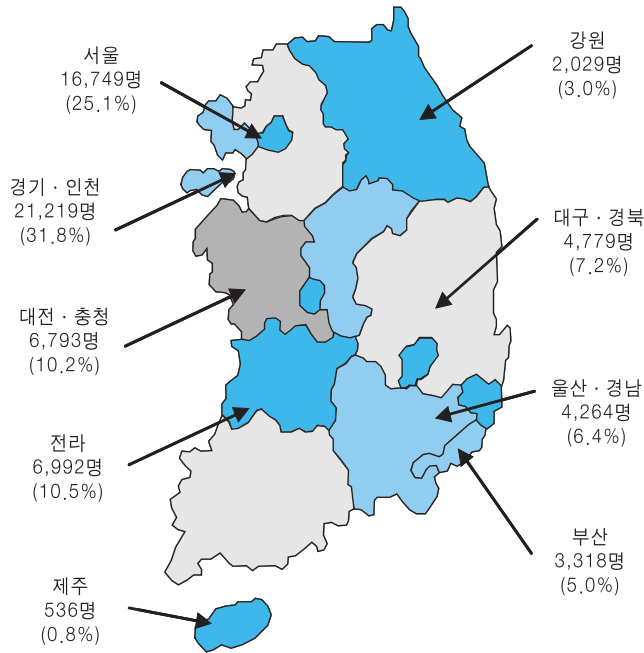 서울
16,749명
(25.1%)
강원
2,029명
(3.0%)
경기 · 인천
21,219명
(31.8%)
대구 · 경북
4,779명
(7.2%)
대전 · 충청
6,793명
(10.2%)
울산 · 경남
4,264명
(6.4%)
전라
6,992명
(10.5%)
부산
3,318명
(5.0%)
제주
536명
(0.8%)